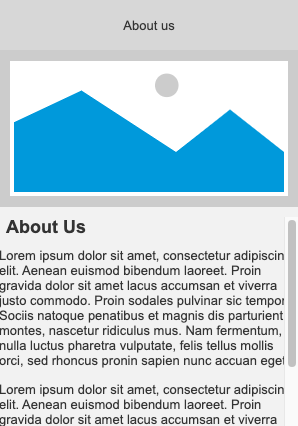 About us
About Us
Lorem ipsum dolor sit amet, consectetur adipiscin
elit. Aenean euismod bibendum laoreet. Proin
gravida dolor sit amet lacus accumsan et viverra
justo commodo. Proin sodales pulvinar sic tempor
Sociis natoque penatibus et magnis dis parturient
montes, nascetur ridiculus mus. Nam fermentum,
nulla luctus pharetra vulputate, felis tellus mollis
orci, sed rhoncus pronin sapien nunc accuan eget
Lorem ipsum dolor sit amet, consectetur adipiscin
elit. Aenean euismod bibendum laoreet. Proin
gravida dolor sit amet lacus accumsan et viverra